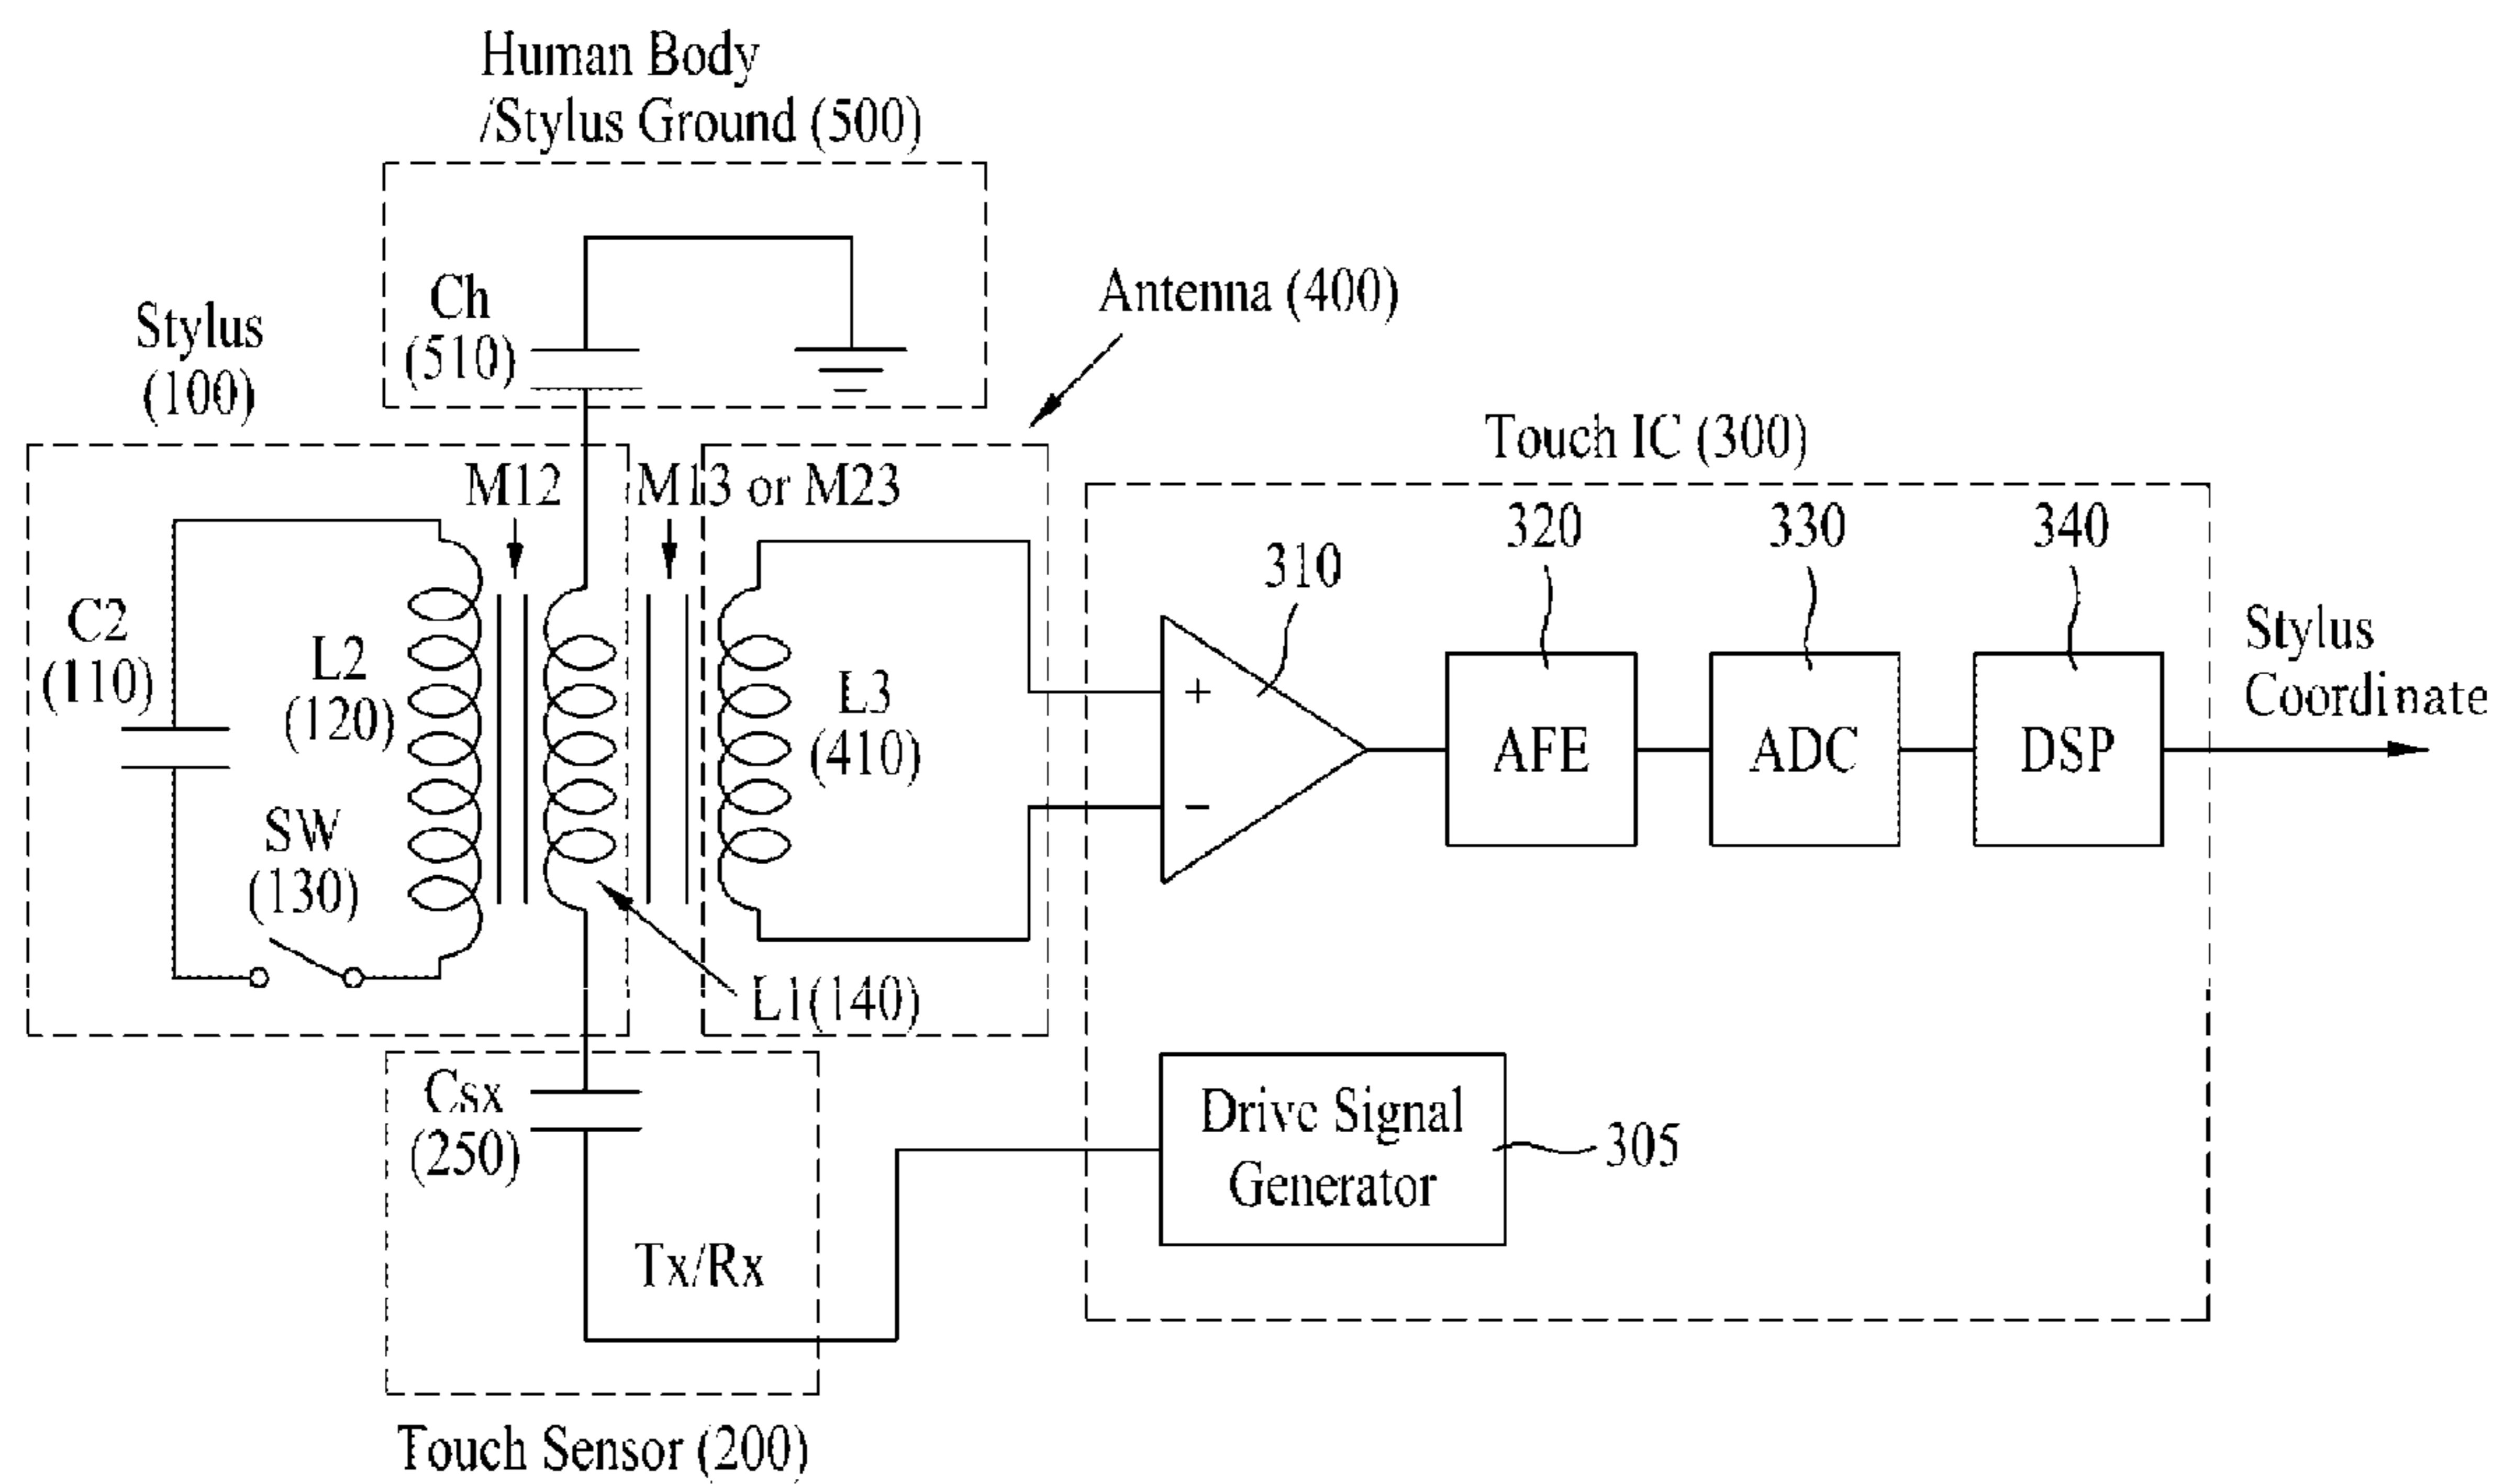 Human Body
/Stylus Ground (500)
Ch
(510)
Antenna (400)
Stylus
(100)
Touch IC (300)
M12
M13 or M23
320
330
340
310
C2
(110)
L2
(120)
L3
(410)
+
−
AFE
ADC
DSP
Stylus
Coordinate
SW
(130)
L1(140)
Csx
(250)
Drive Signal
Generator
305
Tx/Rx
Touch Sensor (200)